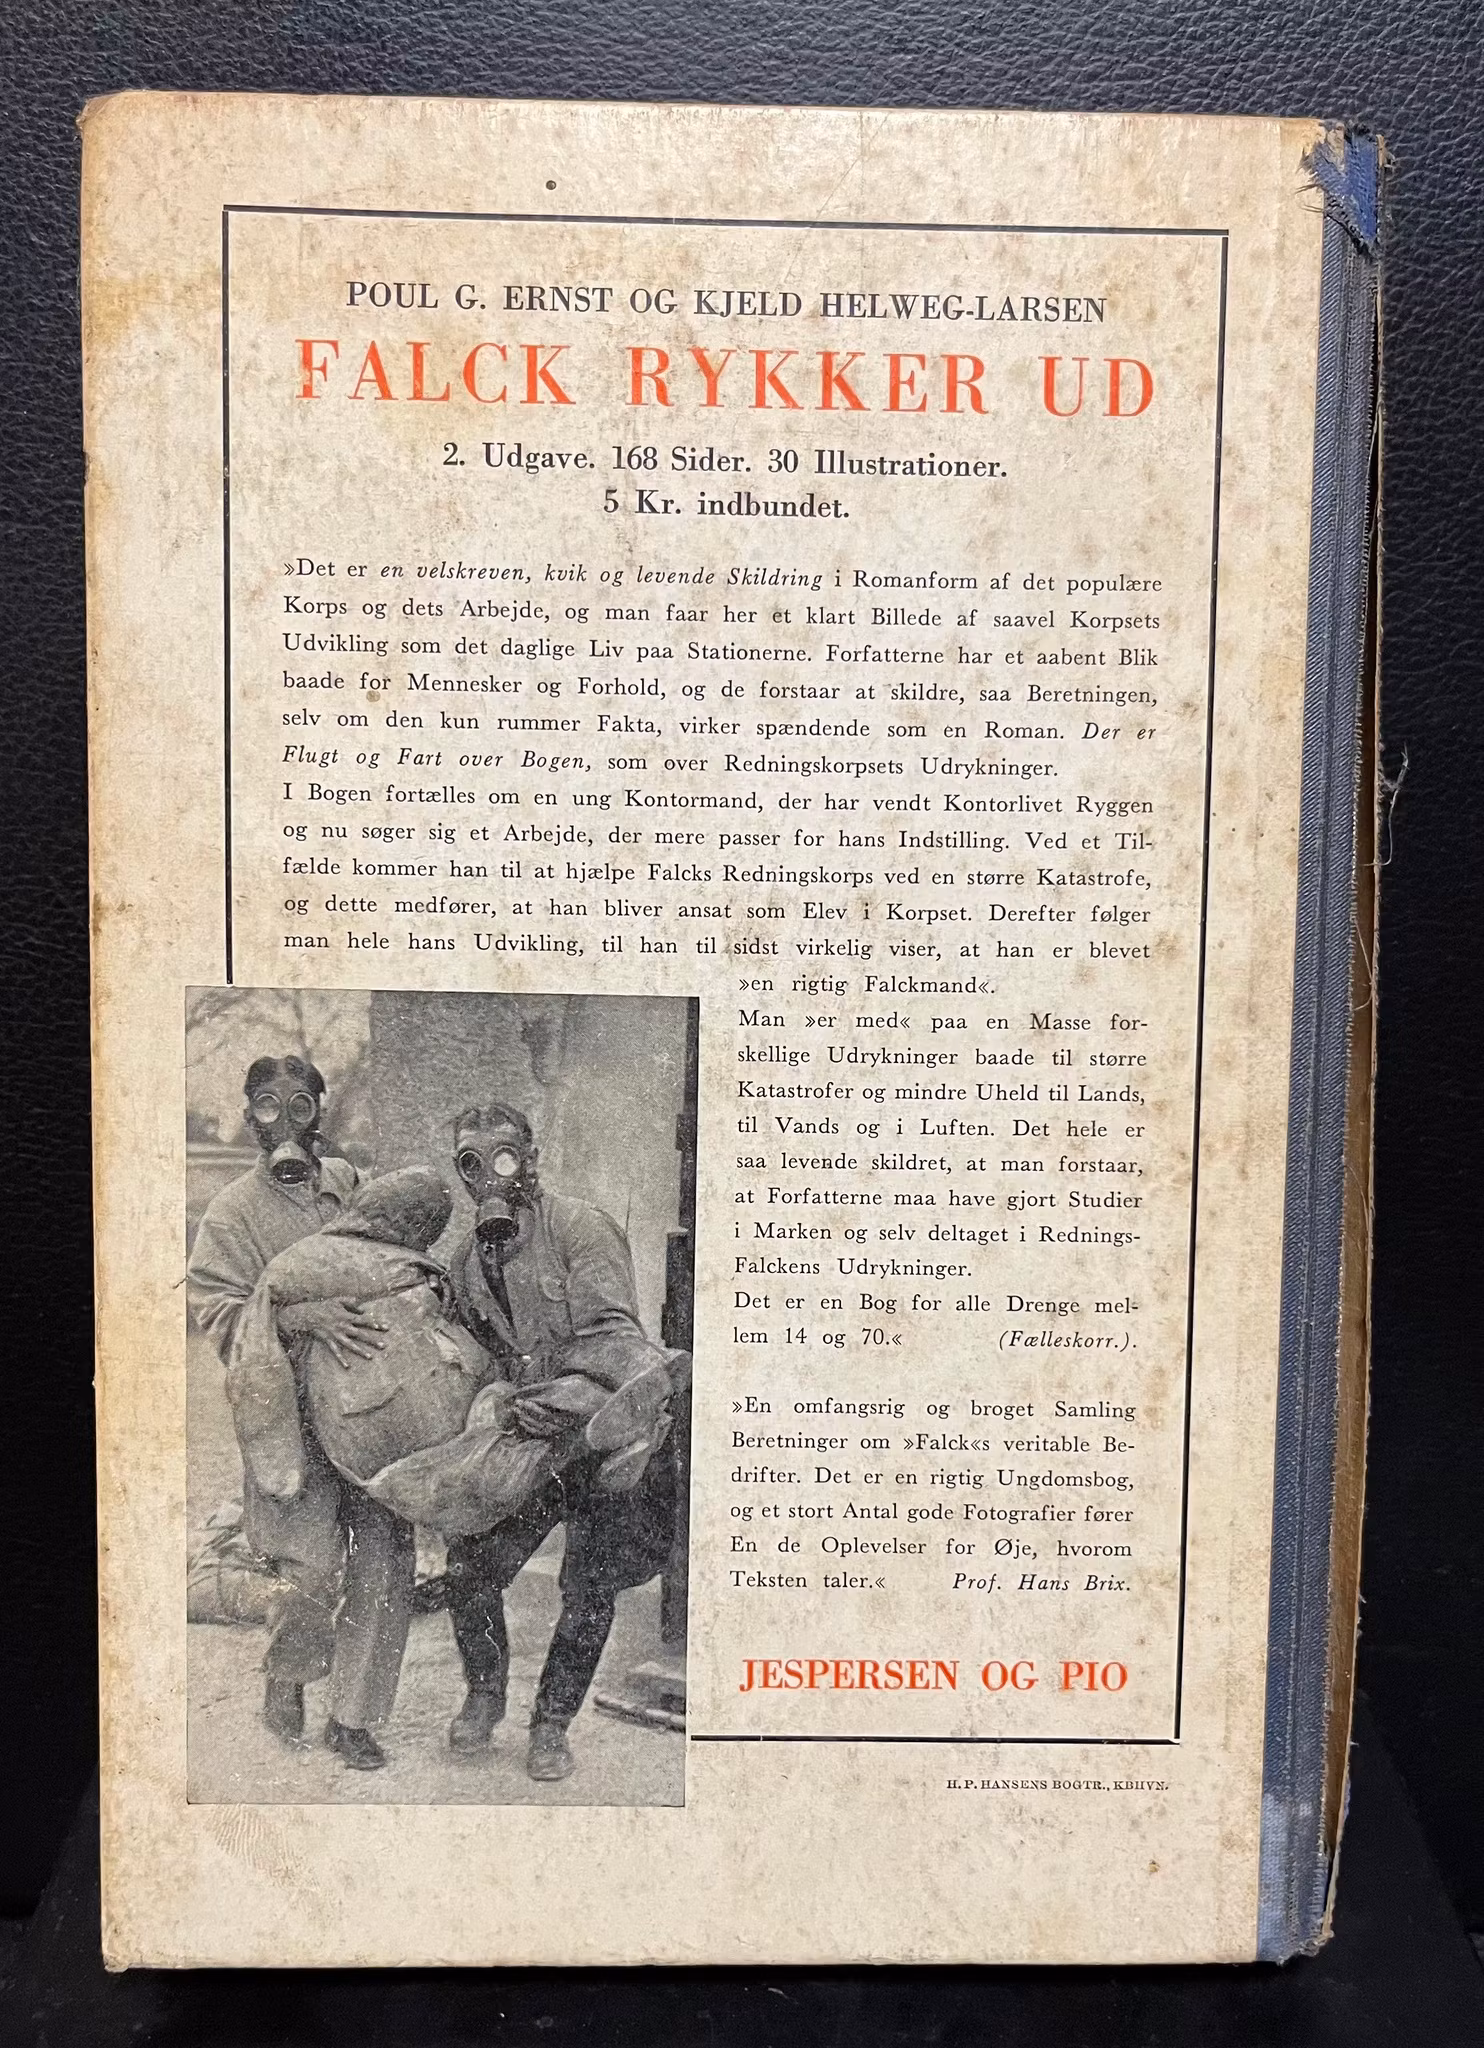 POUL G. ERNST OG KJELD HELWEG-LARSEN
FALCK RYKKER UD
2. Udgave. 168 Sider. 30 Illustrationer.
5 Kr. indbundet.
»Det er en velskreven, kvik og levende Skildring i Romanform af det populære
Korps og dets Arbejde, og man faar her et klart Billede af saavel Korpsets
Udvikling som det daglige Liv paa Stationerne. Forfatterne har et aabent Blik
baade for Mennesker og Forhold, og de forstaar at skildre, saa Beretningen,
selv om den kun rummer Fakta, virker spændende som en Roman. Der er
Flugt og Fart over Bogen, som over Redningskorpsets Udrykninger.
I Bogen fortælles om en ung Kontormand, der har vendt Kontorlivet Ryggen
og nu søger sig et Arbejde, der mere passer for hans Indstilling. Ved et Til-
fælde kommer han til at hjælpe Falcks Redningskorps ved en større Katastrofe,
og dette medfører, at han bliver ansat som Elev i Korpset. Derefter følger
man hele hans Udvikling, til han til sidst virkelig viser, at han er blevet
»en rigtig Falckmand«.
Man »er med« paa en Masse for-
skellige Udrykninger baade til større
Katastrofer og mindre Uheld til Lands,
til Vands og i Luften. Det hele er
saa levende skildret, at man forstaar,
at Forfatterne maa have gjort Studier
i Marken og selv deltaget i Rednings-
Falckens Udrykninger.
Det er en Bog for alle Drenge mel-
lem 14 og 70.« (Fælleskorr.).
»En omfangsrig og broget Samling
Beretninger om »Falck«s veritable Be-
drifter. Det er en rigtig Ungdomsbog,
og et stort Antal gode Fotografier fører
En de Oplevelser for Øje, hvorom
Teksten taler.« Prof. Hans Brix.
JESPERSEN OG PIO
H. P. HANSENS BOGTR., KBHVN.